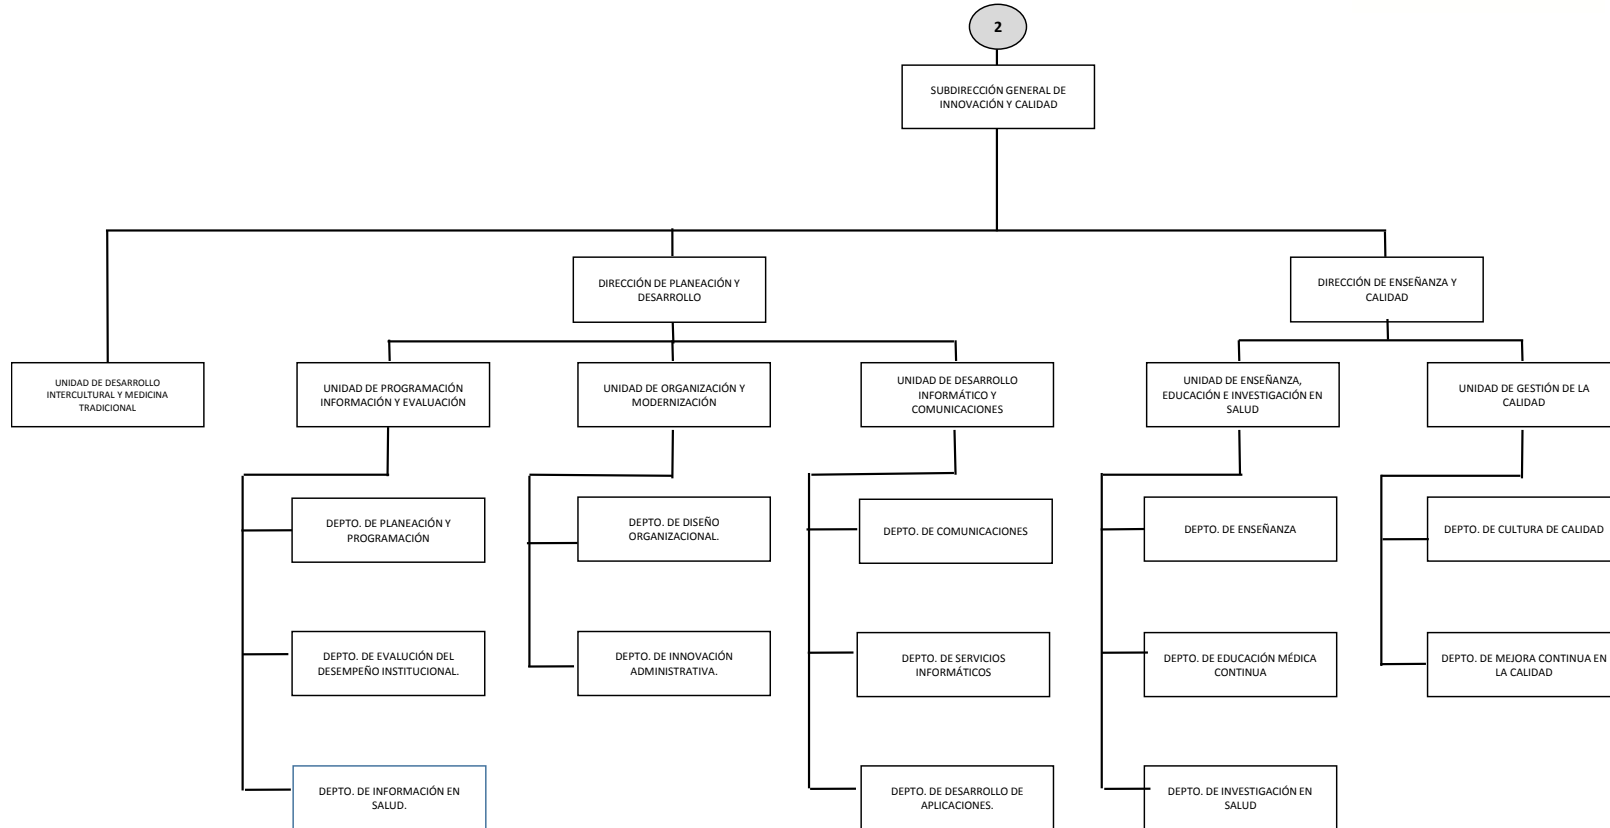 2
SUBDIRECCIÓN GENERAL DE
INNOVACIÓN Y CALIDAD
DIRECCIÓN DE PLANEACIÓN Y
DESARROLLO
DIRECCIÓN DE ENSEÑANZA Y
CALIDAD
UNIDAD DE DESARROLLO
INTERCULTURAL Y MEDICINA
TRADICIONAL
UNIDAD DE PROGRAMACIÓN
INFORMACIÓN Y EVALUACIÓN
UNIDAD DE ORGANIZACIÓN Y
MODERNIZACIÓN
UNIDAD DE DESARROLLO
INFORMÁTICO Y
COMUNICACIONES
UNIDAD DE ENSEÑANZA,
EDUCACIÓN E INVESTIGACIÓN EN
SALUD
UNIDAD DE GESTIÓN DE LA
CALIDAD
DEPTO. DE PLANEACIÓN Y
PROGRAMACIÓN
DEPTO. DE DISEÑO
ORGANIZACIONAL.
DEPTO. DE COMUNICACIONES
DEPTO. DE ENSEÑANZA
DEPTO. DE CULTURA DE CALIDAD
DEPTO. DE EVALUCIÓN DEL
DESEMPEÑO INSTITUCIONAL.
DEPTO. DE INNOVACIÓN
ADMINISTRATIVA.
DEPTO. DE SERVICIOS
INFORMÁTICOS
DEPTO. DE EDUCACIÓN MÉDICA
CONTINUA
DEPTO. DE MEJORA CONTINUA EN
LA CALIDAD
DEPTO. DE INFORMACIÓN EN
SALUD.
DEPTO. DE DESARROLLO DE
APLICACIONES.
DEPTO. DE INVESTIGACIÓN EN
SALUD